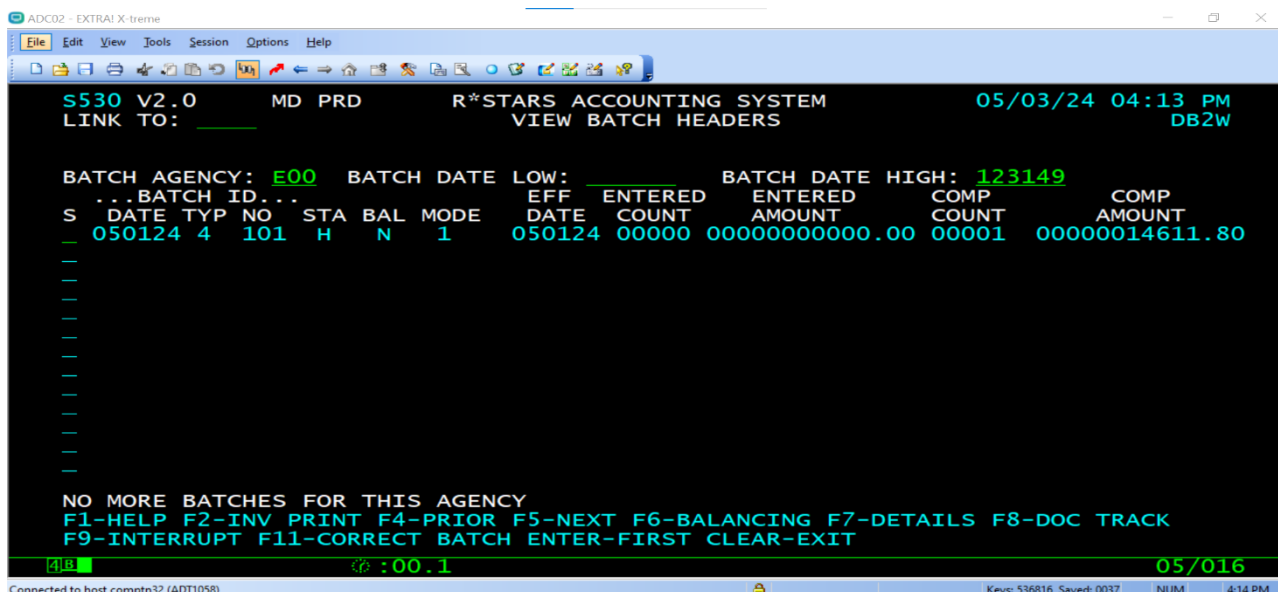 ADC02 - EXTRA! X-treme
File Edit View Tools Session Options Help
S530 V2.0 MD PRD R*STARS ACCOUNTING SYSTEM 05/03/24 04:13 PM
LINK TO: _____ VIEW BATCH HEADERS DB2W
BATCH AGENCY: E00 BATCH DATE LOW: ______ BATCH DATE HIGH: 123149
...BATCH ID... EFF ENTERED ENTERED COMP COMP
S DATE TYP NO STA BAL MODE DATE COUNT AMOUNT COUNT AMOUNT
_ 050124 4 101 H N 1 050124 00000 00000000000.00 00001 00000014611.80
NO MORE BATCHES FOR THIS AGENCY
F1-HELP F2-INV PRINT F4-PRIOR F5-NEXT F6-BALANCING F7-DETAILS F8-DOC TRACK
F9-INTERRUPT F11-CORRECT BATCH ENTER-FIRST CLEAR-EXIT
4 B :00.1 05/016
Connected to host comptn32 (ADT1058) Keys: 536816, Saved: 0037 NUM 4:14 PM